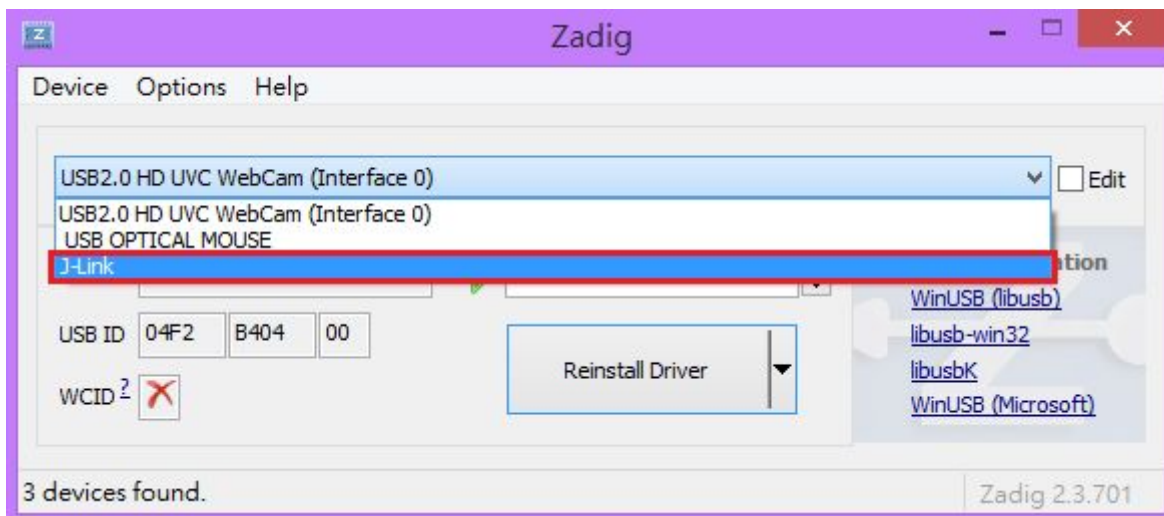 Zadig
Device Options Help
USB2.0 HD UVC WebCam (Interface 0)
Edit
USB2.0 HD UVC WebCam (Interface 0)
USB OPTICAL MOUSE
J-Link
WinUSB (libusb)
USB ID 04F2 B404 00
libusb-win32
Reinstall Driver
libusbK
WCID ?
WinUSB (Microsoft)
3 devices found.
Zadig 2.3.701